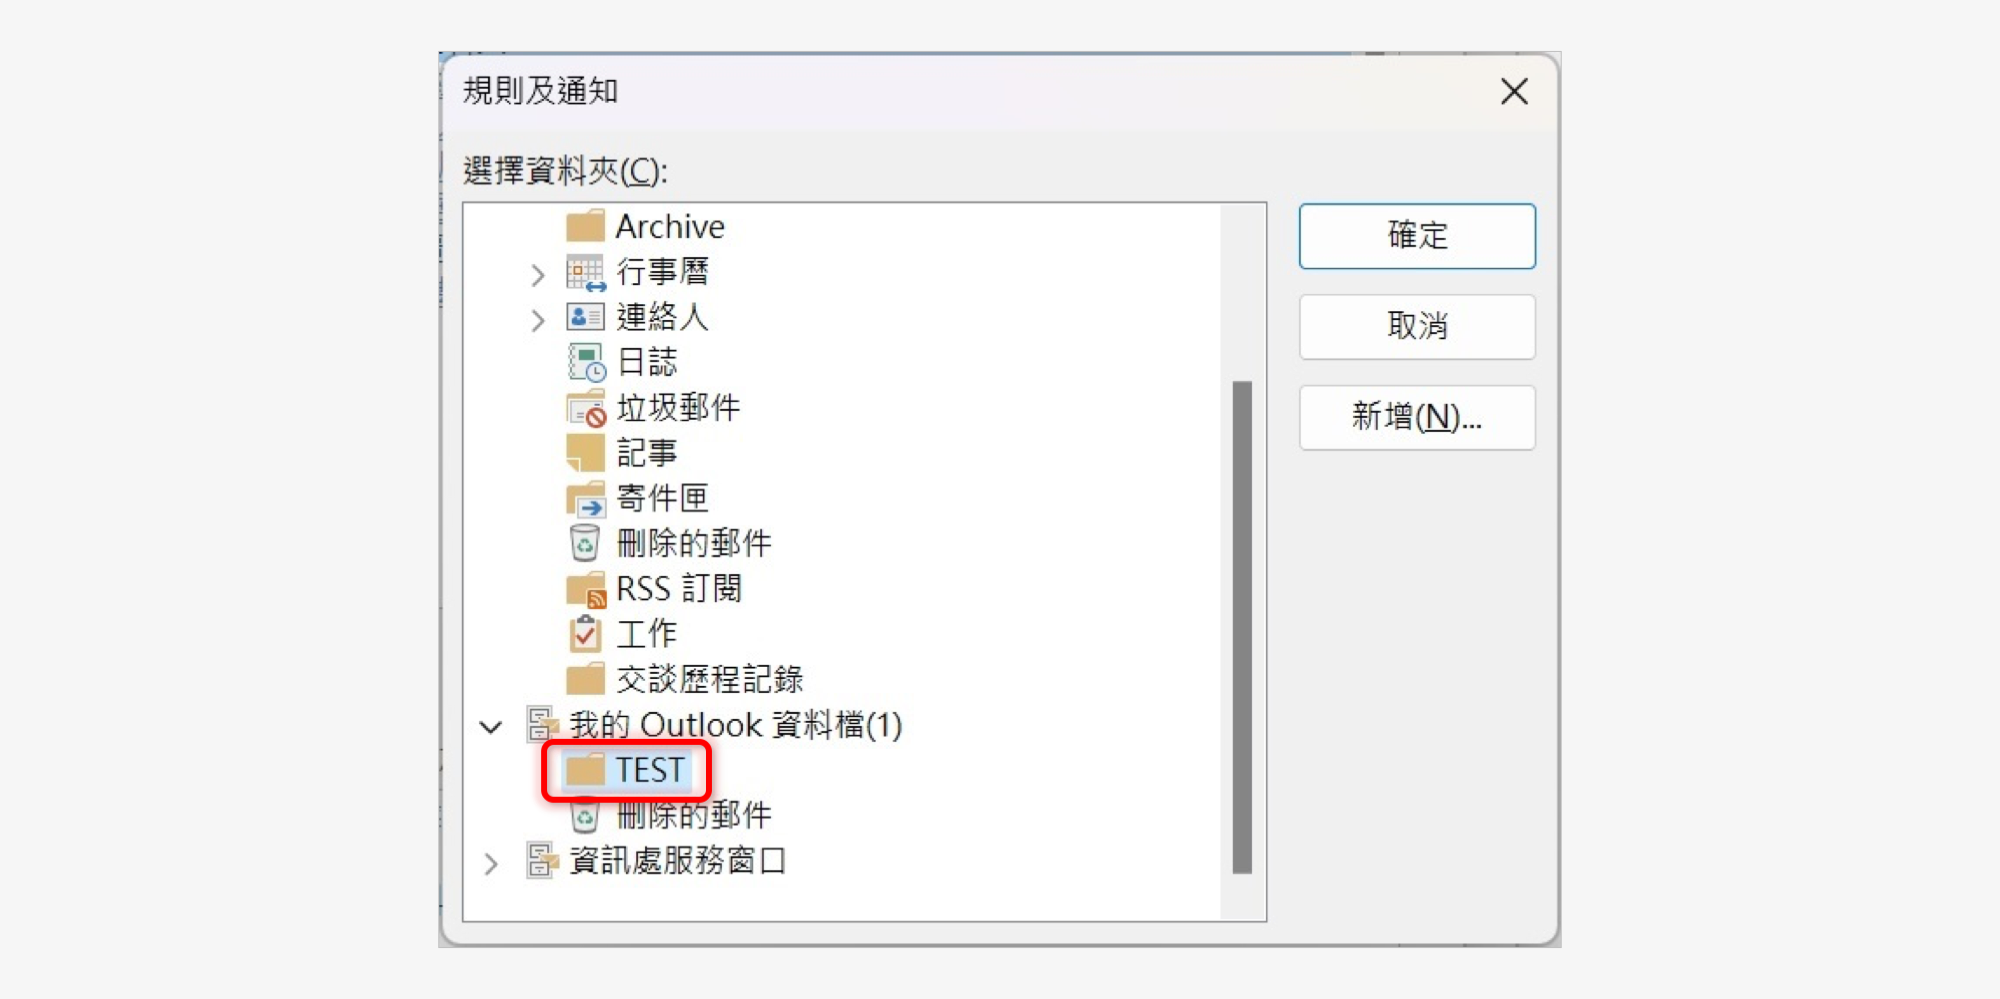 規則及通知
選擇資料夾(C):
Archive
行事曆
連絡人
日誌
垃圾郵件
記事
寄件匣
刪除的郵件
RSS 訂閱
工作
交談歷程記錄
我的 Outlook 資料檔(1)
TEST
刪除的郵件
資訊處服務窗口
確定
取消
新增(N)...